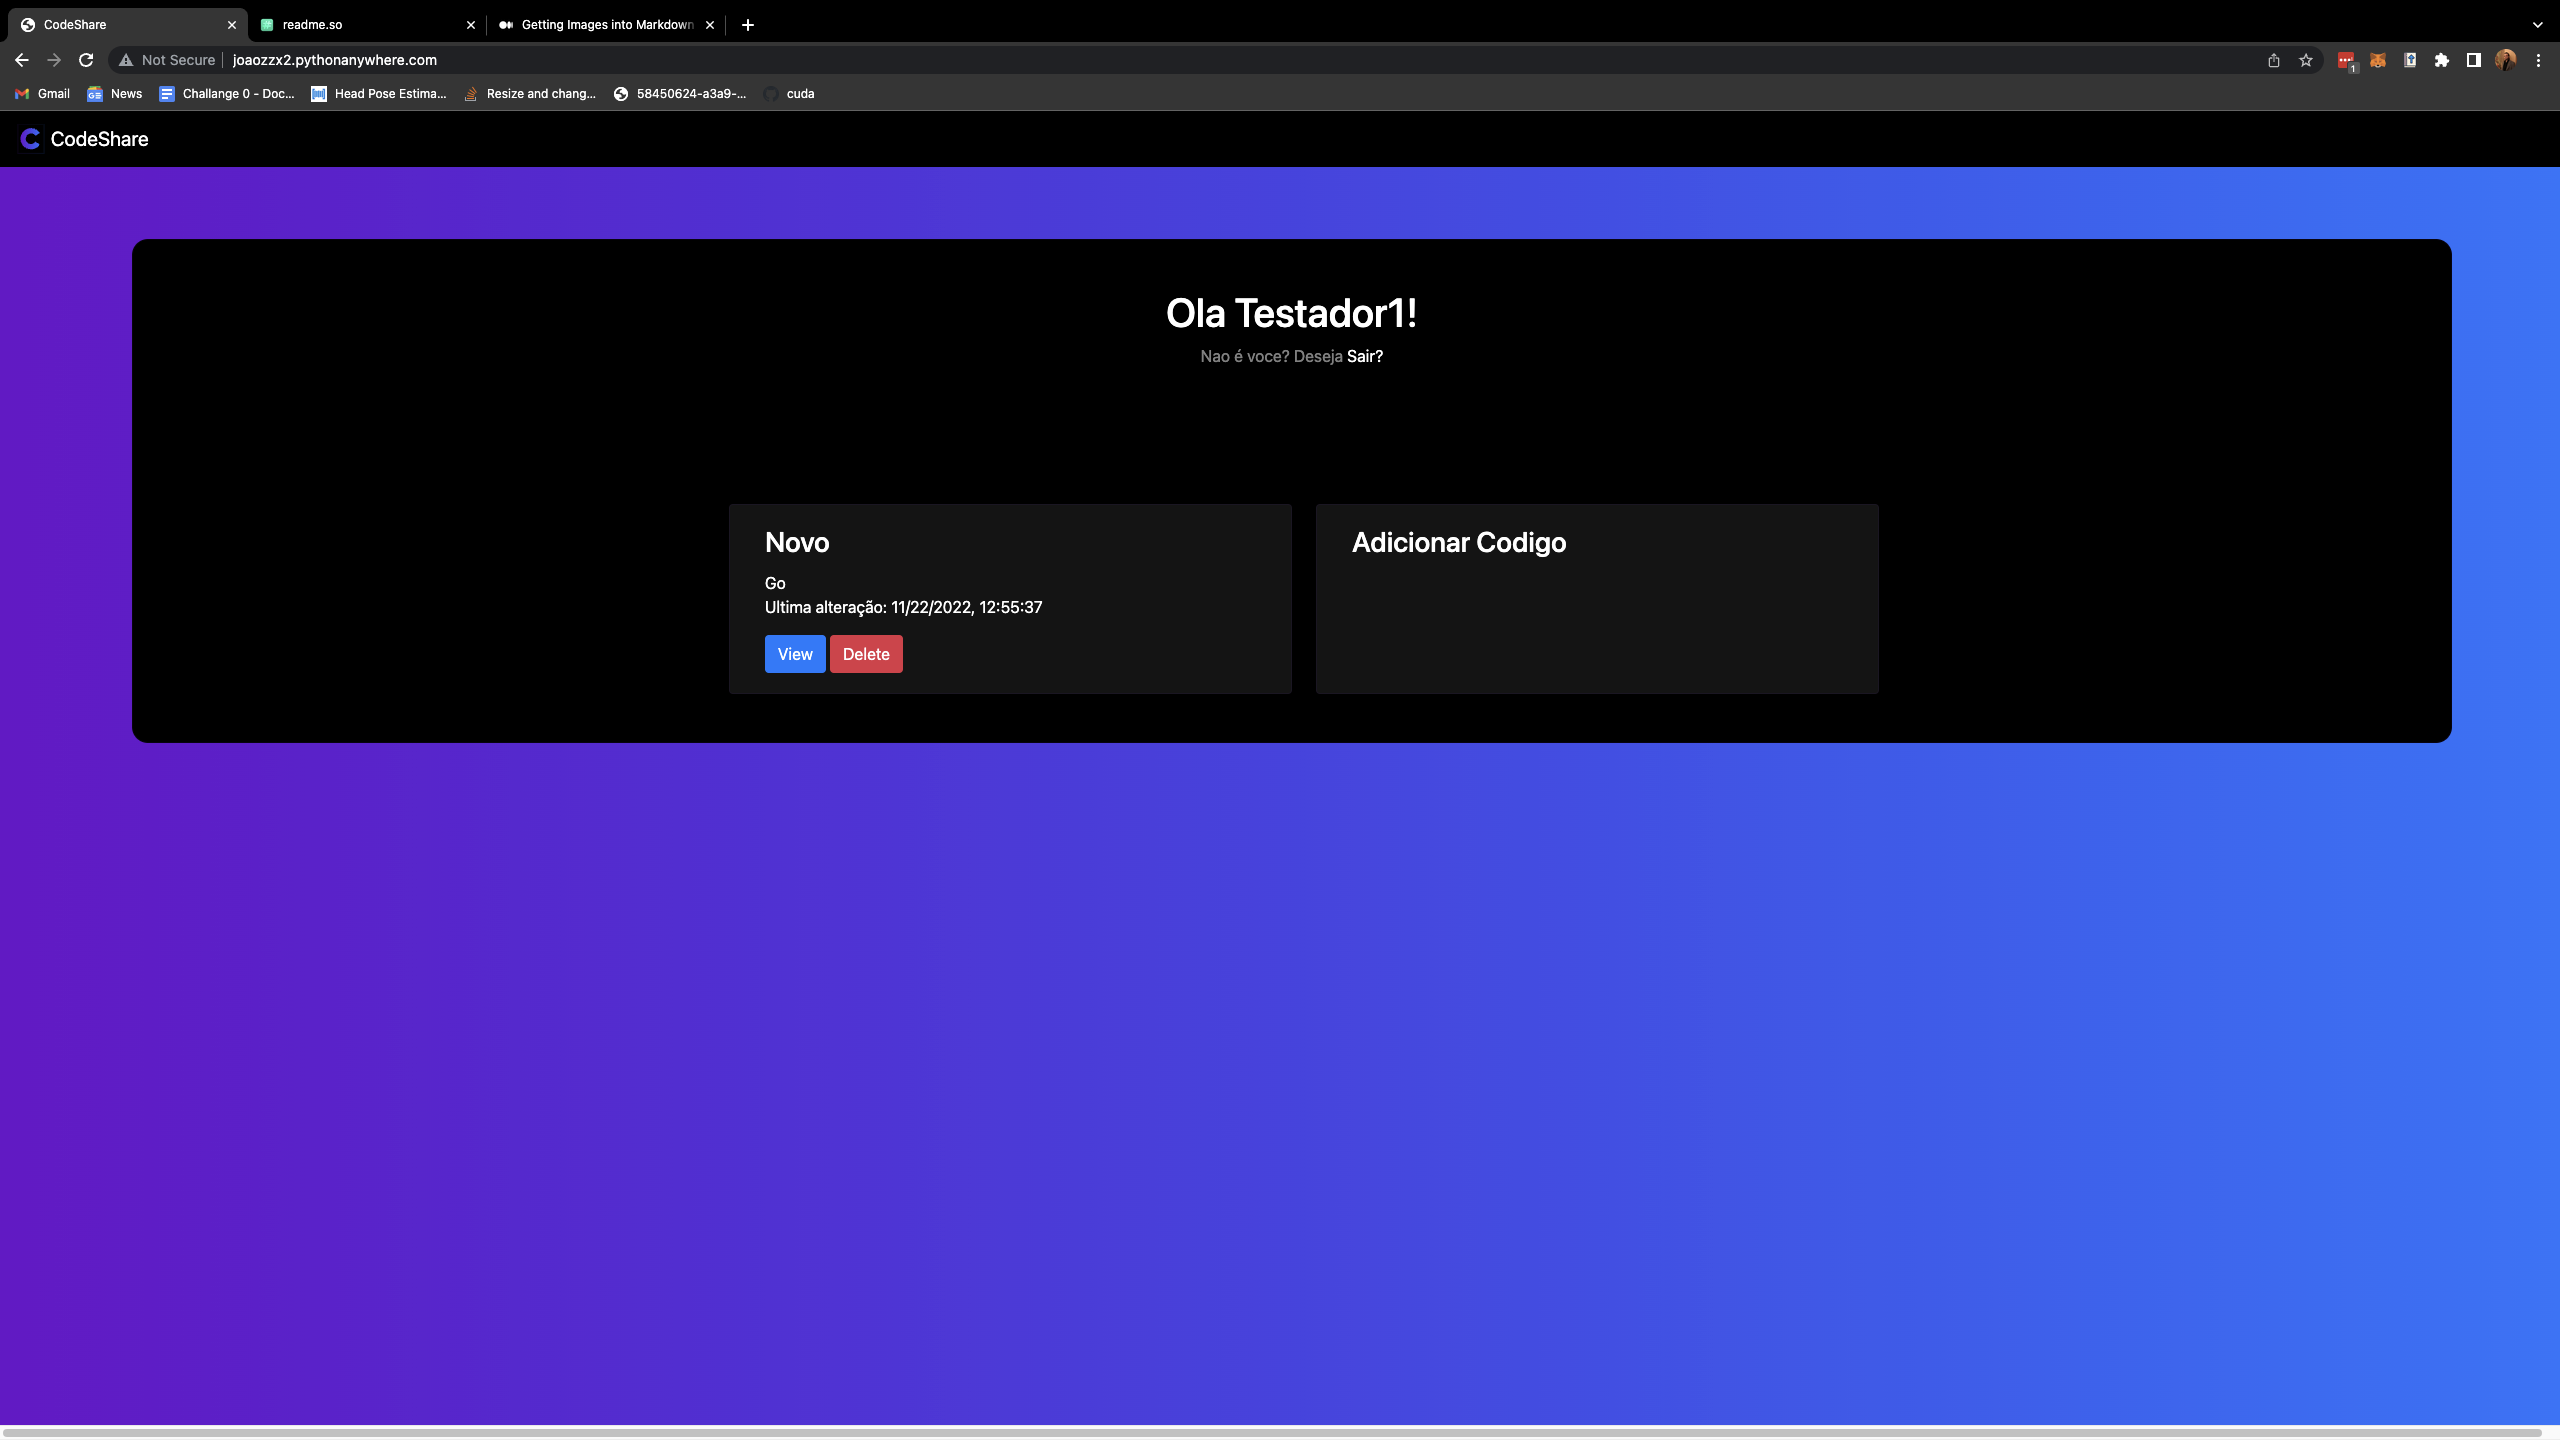 CodeShare
readme.so
Getting Images into Markdown
Not Secure
joaozzx2.pythonanywhere.com
1
Gmail
News
Challange 0 - Doc...
Head Pose Estima...
Resize and chang...
58450624-a3a9-...
cuda
CodeShare
Ola Testador1!
Nao é voce? Deseja Sair?
Novo
Go
Ultima alteração: 11/22/2022, 12:55:37
View
Delete
Adicionar Codigo